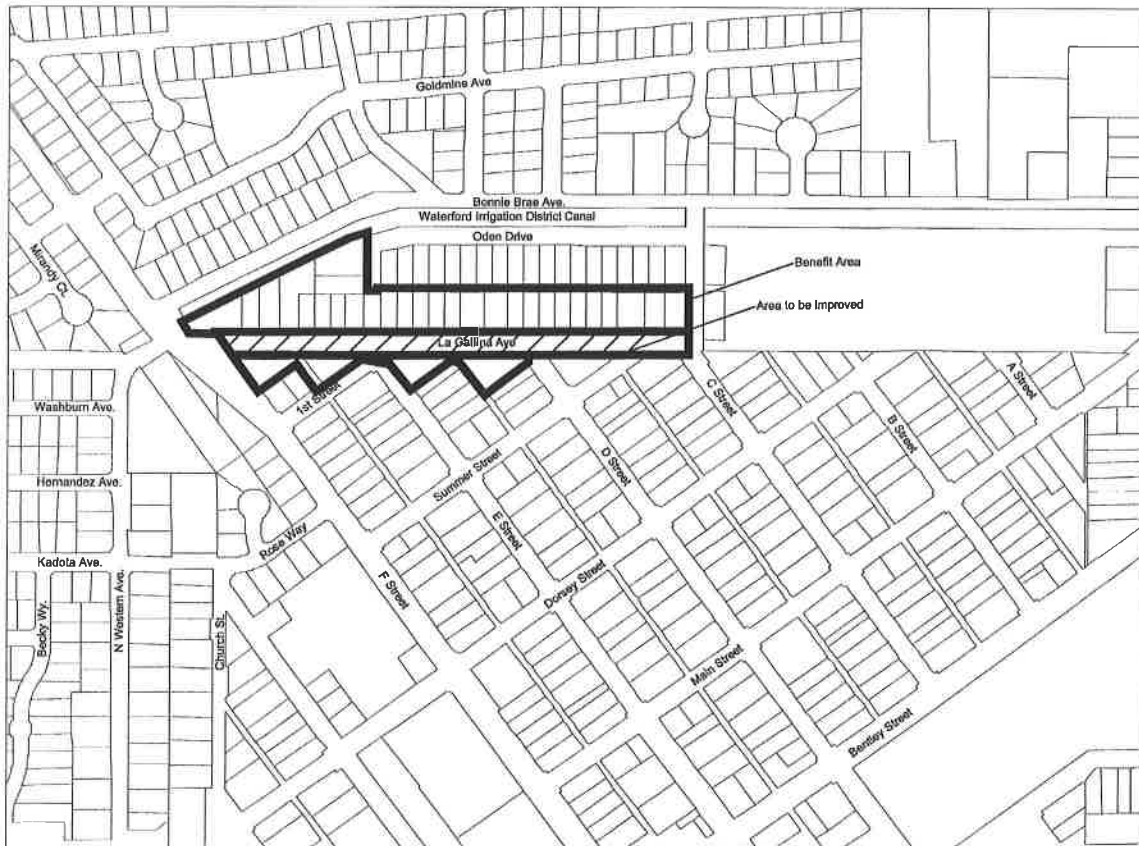 Goldmine Ave
Bonnie Brae Ave.
Waterford Irrigation District Canal
Oden Drive
Mirandy Ct.
Benefit Area
Area to be Improved
La Gallina Ave
1st Street
Washburn Ave.
C Street
A Street
B Street
Summer Street
D Street
Hernandez Ave.
E Street
Rose Way
Kadota Ave.
F Street
Dorsey Street
Becky Wy.
N Western Ave.
Church St.
Main Street
Bentley Street